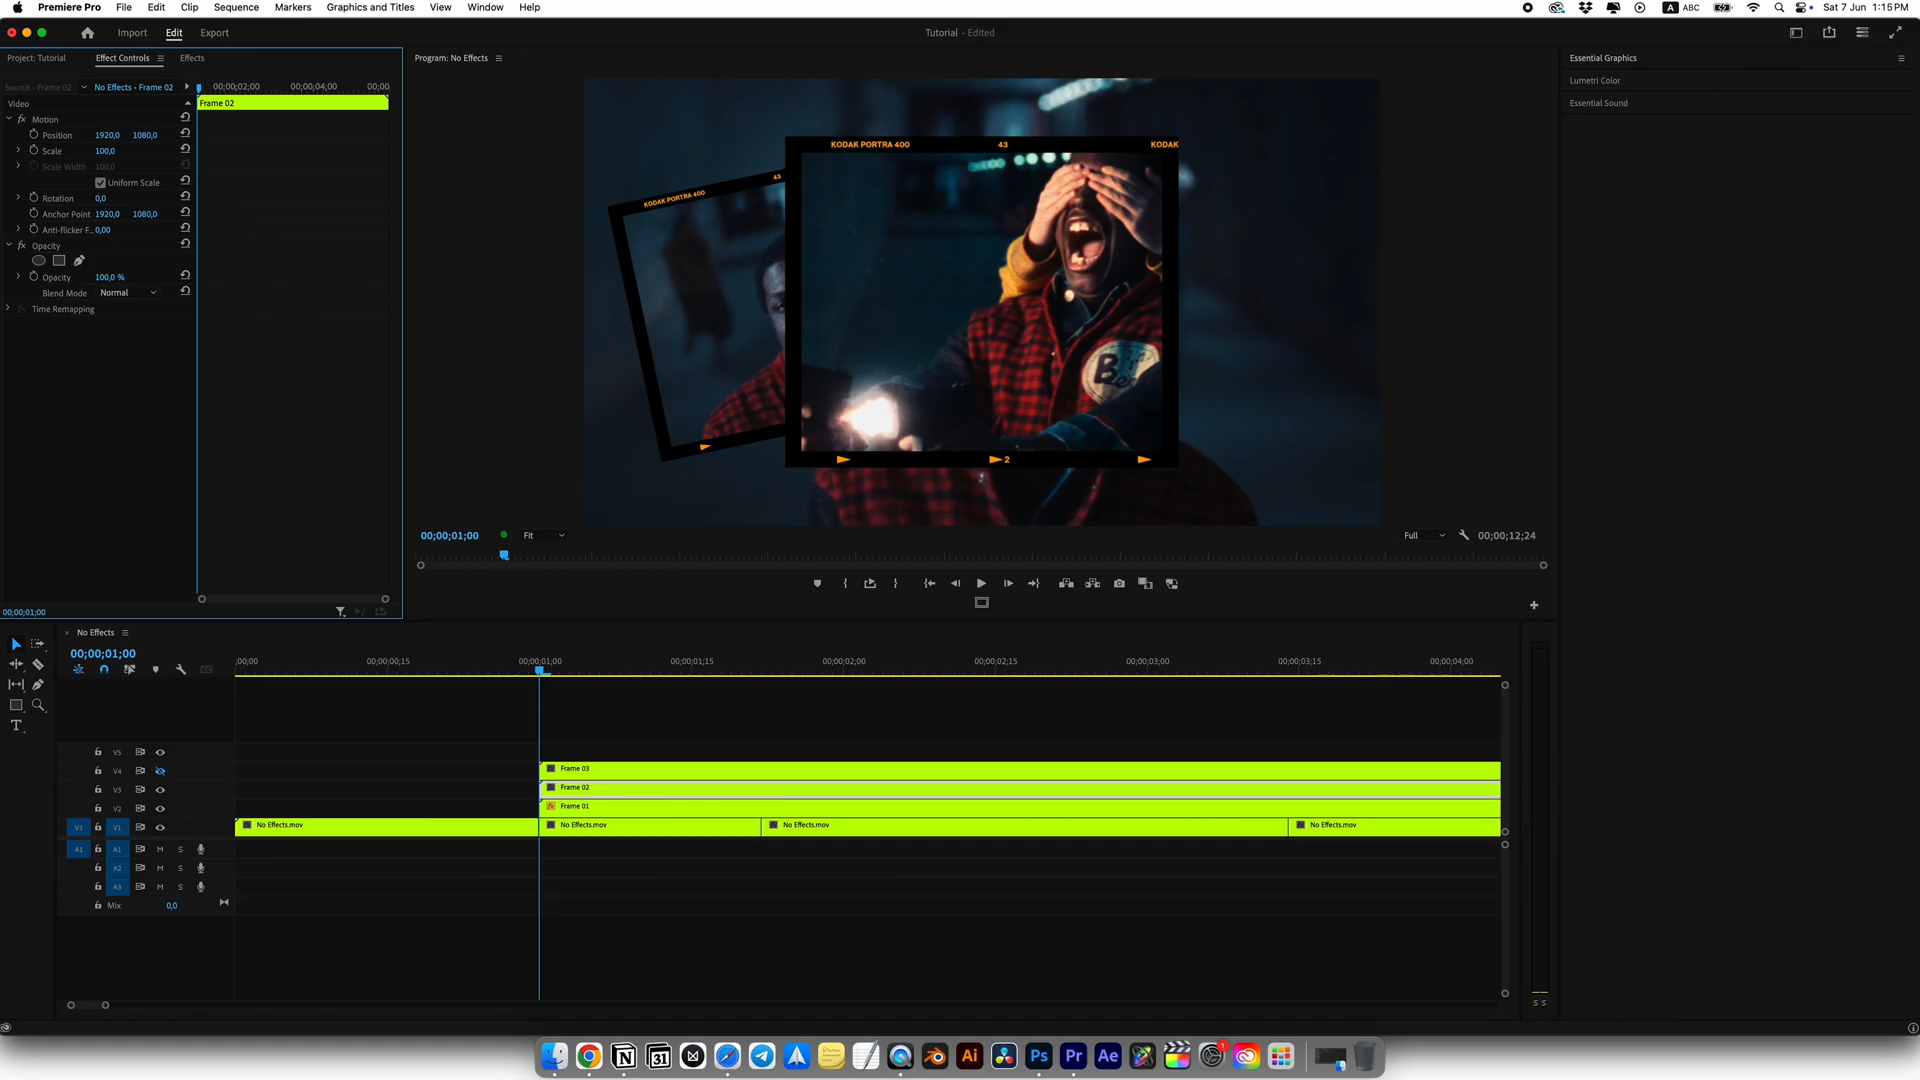 Premiere Pro File Edit Clip Sequence Markers Graphics and Titles View Window Help A ABC Sat 7 Jun 1:15 PM
Import Edit Export Tutorial - Edited
Project: Tutorial Effect Controls Effects
Program: No Effects
Essential Graphics
Lumetri Color
Essential Sound
Source · Frame 02 No Effects · Frame 02 00;00;02;00 00;00;04;00 00;00
Video Frame 02
fx Motion
Position 1920,0 1080,0
Scale 100,0
Scale Width 100,0
Uniform Scale
Rotation 0,0
Anchor Point 1920,0 1080,0
Anti-flicker F... 0,00
fx Opacity
Opacity 100,0 %
Blend Mode Normal
fx Time Remapping
00;00;01;00
KODAK PORTRA 400 43 KODAK
KODAK PORTRA 400 43
B
2
00;00;01;00 Fit Full 00;00;12;24
No Effects
00;00;01;00
;00;00 00;00;00;15 00;00;01;00 00;00;01;15 00;00;02;00 00;00;02;15 00;00;03;00 00;00;03;15 00;00;04;00
V5
V4 Frame 03
V3 Frame 02
V2 fx Frame 01
V1 V1 No Effects.mov No Effects.mov No Effects.mov No Effects.mov
A1 A1 M S
A2 M S
A3 M S
Mix 0,0
S S
T
31 Ai Ps Pr Ae 1